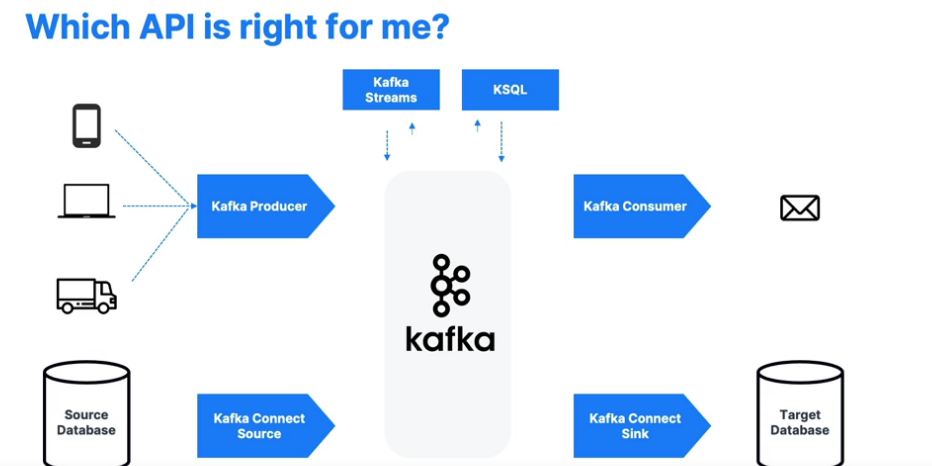 Which API is right for me?
Kafka
Streams
KSQL
Kafka Producer
Kafka Consumer
kafka
Source
Database
Kafka Connect
Source
Kafka Connect
Sink
Target
Database